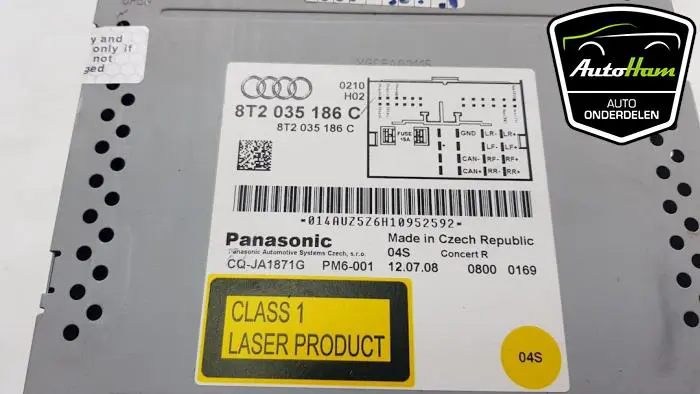 y and
only if
not
ged
0210
H02
8T2 035 186 C
8T2 035 186 C
FUSE
15A
GND LR- LR+
+ LF- LF+
CAN- RF- RF+
CAN+ RR- RR+
*014AUZ5Z6H10952592*
Panasonic
Panasonic Automotive Systems Czech, s.r.o.
CQ-JA1871G PM6-001
Made in Czech Republic
04S Concert R
12.07.08 0800 0169
CLASS 1
LASER PRODUCT
04S
AutoHam
AUTO
ONDERDELEN